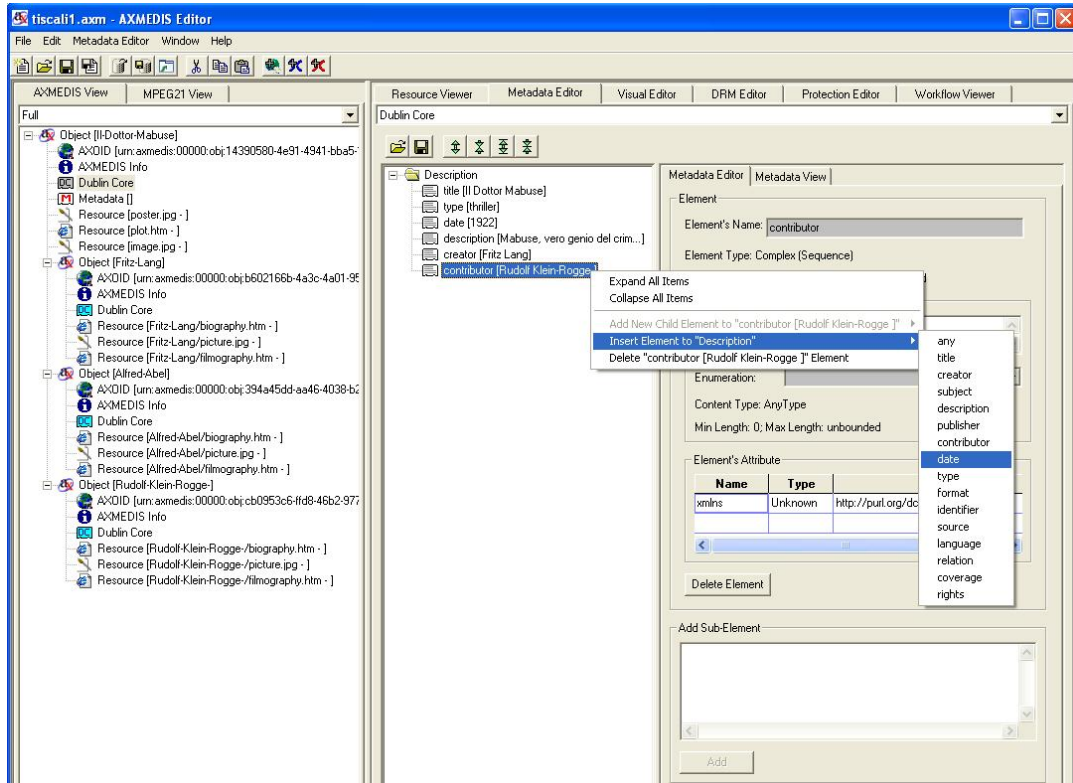 tiscali1.axm - AXMEDIS Editor
File Edit Metadata Editor Window Help
AXMEDIS View MPEG21 View
Full
Object [Il-Dottor-Mabuse]
AXOID [urn:axmedis:00000:obj:14390580-4e91-4941-bba5-
AXMEDIS Info
Dublin Core
Metadata []
Resource [poster.jpg - ]
Resource [plot.htm - ]
Resource [image.jpg - ]
Object [Fritz-Lang]
AXOID [urn:axmedis:00000:obj:b602166b-4a3c-4a01-95
AXMEDIS Info
Dublin Core
Resource [Fritz-Lang/biography.htm - ]
Resource [Fritz-Lang/picture.jpg - ]
Resource [Fritz-Lang/filmography.htm - ]
Object [Alfred-Abel]
AXOID [urn:axmedis:00000:obj:394a45dd-aa46-4038-b2
AXMEDIS Info
Dublin Core
Resource [Alfred-Abel/biography.htm - ]
Resource [Alfred-Abel/picture.jpg - ]
Resource [Alfred-Abel/filmography.htm - ]
Object [Rudolf-Klein-Rogge-]
AXOID [urn:axmedis:00000:obj:cb0953c6-ffd8-46b2-977
AXMEDIS Info
Dublin Core
Resource [Rudolf-Klein-Rogge-/biography.htm - ]
Resource [Rudolf-Klein-Rogge-/picture.jpg - ]
Resource [Rudolf-Klein-Rogge-/filmography.htm - ]
Resource Viewer Metadata Editor Visual Editor DRM Editor Protection Editor Workflow Viewer
Dublin Core
Description
title [Il Dottor Mabuse]
type [thriller]
date [1922]
description [Mabuse, vero genio del crim...]
creator [Fritz Lang]
contributor [Rudolf Klein-Rogge ]
Expand All Items
Collapse All Items
Add New Child Element to "contributor [Rudolf Klein-Rogge ]"
Insert Element to "Description"
Delete "contributor [Rudolf Klein-Rogge ]" Element
any
title
creator
subject
description
publisher
contributor
date
type
format
identifier
source
language
relation
coverage
rights
Metadata Editor Metadata View
Element
Element's Name: contributor
Element Type: Complex (Sequence)
Enumeration:
Content Type: AnyType
Min Length: 0; Max Length: unbounded
Element's Attribute
Name Type
xmlns Unknown http://purl.org/dc
Delete Element
Add Sub-Element
Add